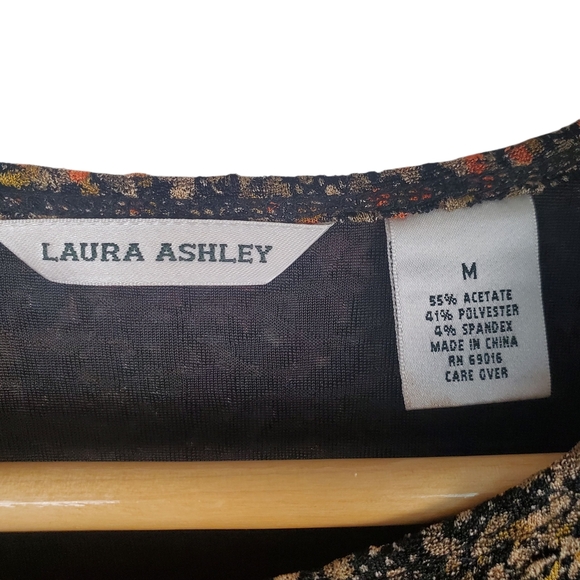 LAURA ASHLEY
M
55% ACETATE
41% POLYESTER
4% SPANDEX
MADE IN CHINA
RN 69016
CARE OVER